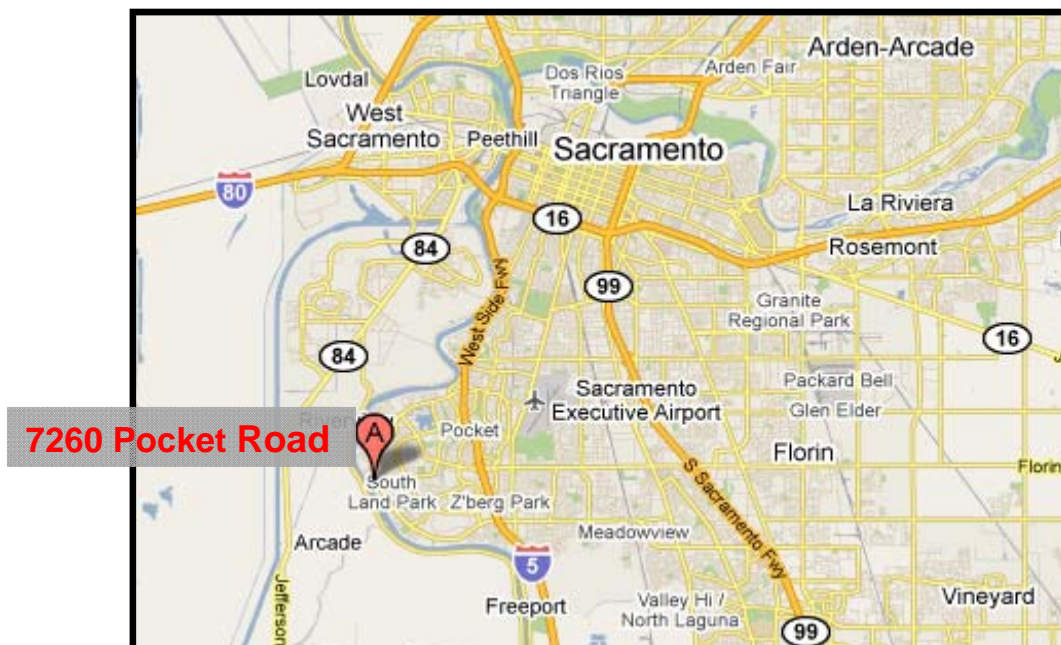 Arden-Arcade
Lovdal
Dos Rios
Triangle
Arden Fair
West
Sacramento
Peethill
Sacramento
80
La Riviera
16
84
Rosemont
West Side Fwy
99
Granite
Regional Park
16
84
Packard Bell
Sacramento
Executive Airport
Glen Elder
7260 Pocket Road
A
Pocket
Florin
Florin
South
Land Park
Z'berg Park
S Sacramento Fwy
Arcade
Meadowview
5
Jefferson
Freeport
Valley Hi /
North Laguna
Vineyard
99